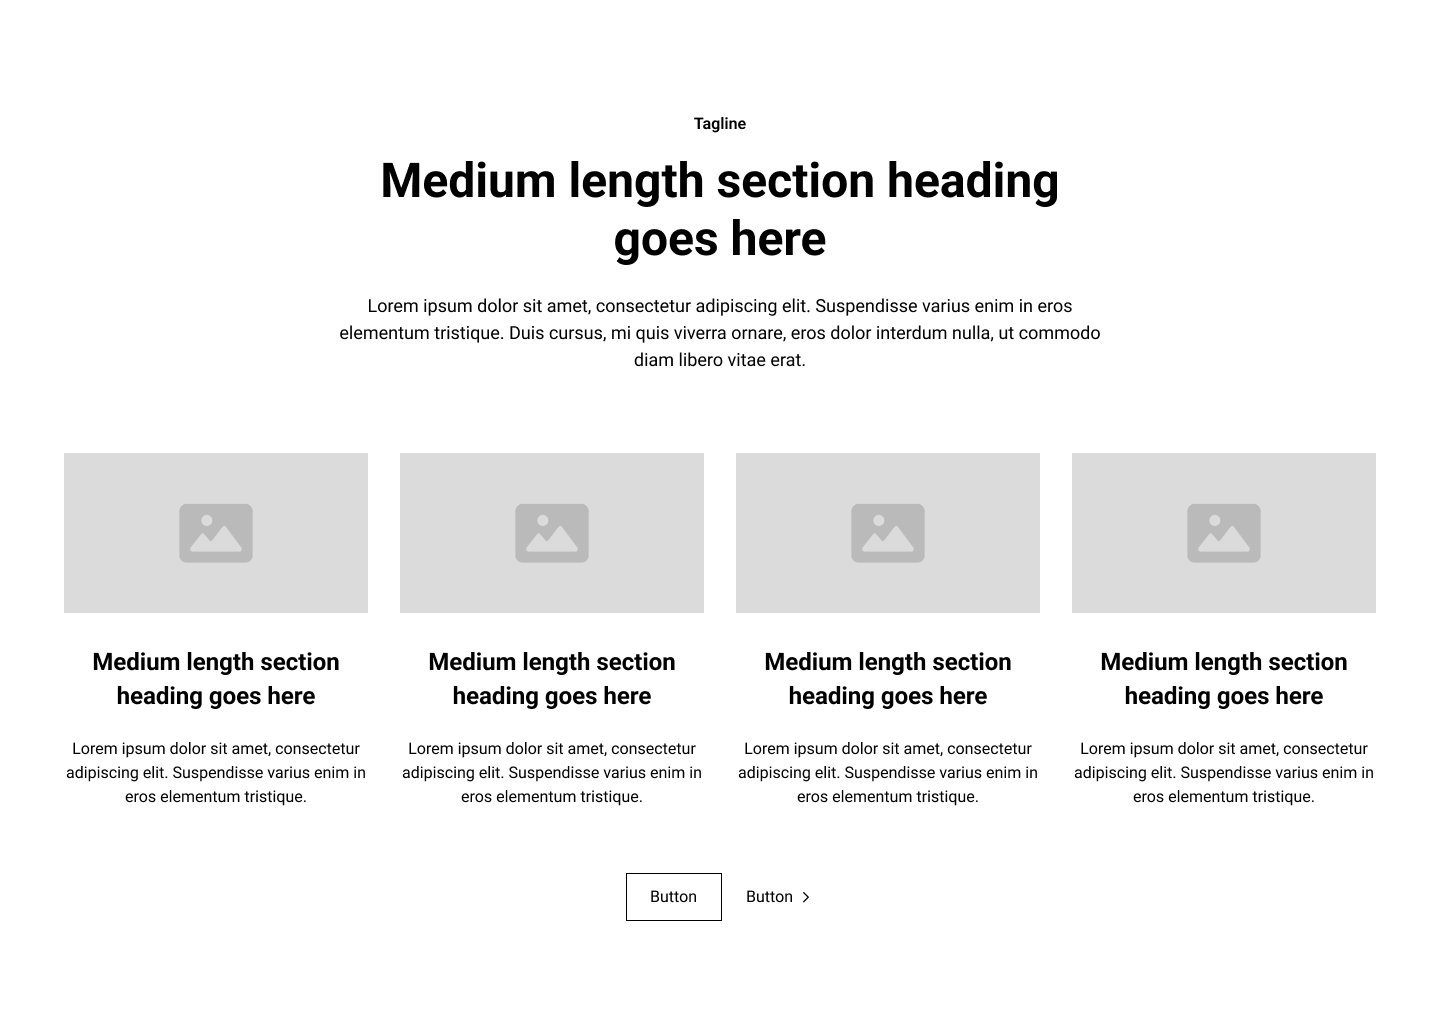 Tagline
Medium length section heading
goes here
Lorem ipsum dolor sit amet, consectetur adipiscing elit. Suspendisse varius enim in eros
elementum tristique. Duis cursus, mi quis viverra ornare, eros dolor interdum nulla, ut commodo
diam libero vitae erat.
Medium length section
heading goes here
Lorem ipsum dolor sit amet, consectetur
adipiscing elit. Suspendisse varius enim in
eros elementum tristique.
Medium length section
heading goes here
Lorem ipsum dolor sit amet, consectetur
adipiscing elit. Suspendisse varius enim in
eros elementum tristique.
Medium length section
heading goes here
Lorem ipsum dolor sit amet, consectetur
adipiscing elit. Suspendisse varius enim in
eros elementum tristique.
Medium length section
heading goes here
Lorem ipsum dolor sit amet, consectetur
adipiscing elit. Suspendisse varius enim in
eros elementum tristique.
Button
Button